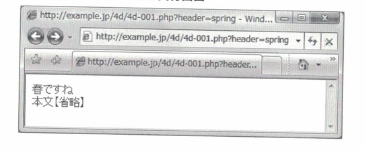 http://example.jp/4d/4d-001.php?header=spring - Wind...
http://example.jp/4d/4d-001.php?header=spring
http://example.jp/4d/4d-001.php?header...
春ですね
本文【省略】